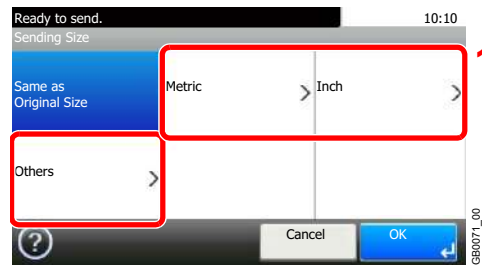 Ready to send.
10:10
Sending Size
Same as
Original Size
Metric
Inch
1
Others
?
Cancel
OK
GB0071_00